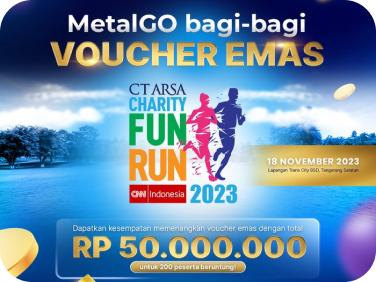 MetalGO bagi-bagi
VOUCHER EMAS
CT ARSA
CHARITY
FUN
RUN
CNN Indonesia 2023
18 NOVEMBER 2023
Lapangan Trans City BSD, Tangerang Selatan
Dapatkan kesempatan memenangkan voucher emas dengan total
RP 50.000.000
untuk 200 peserta beruntung!